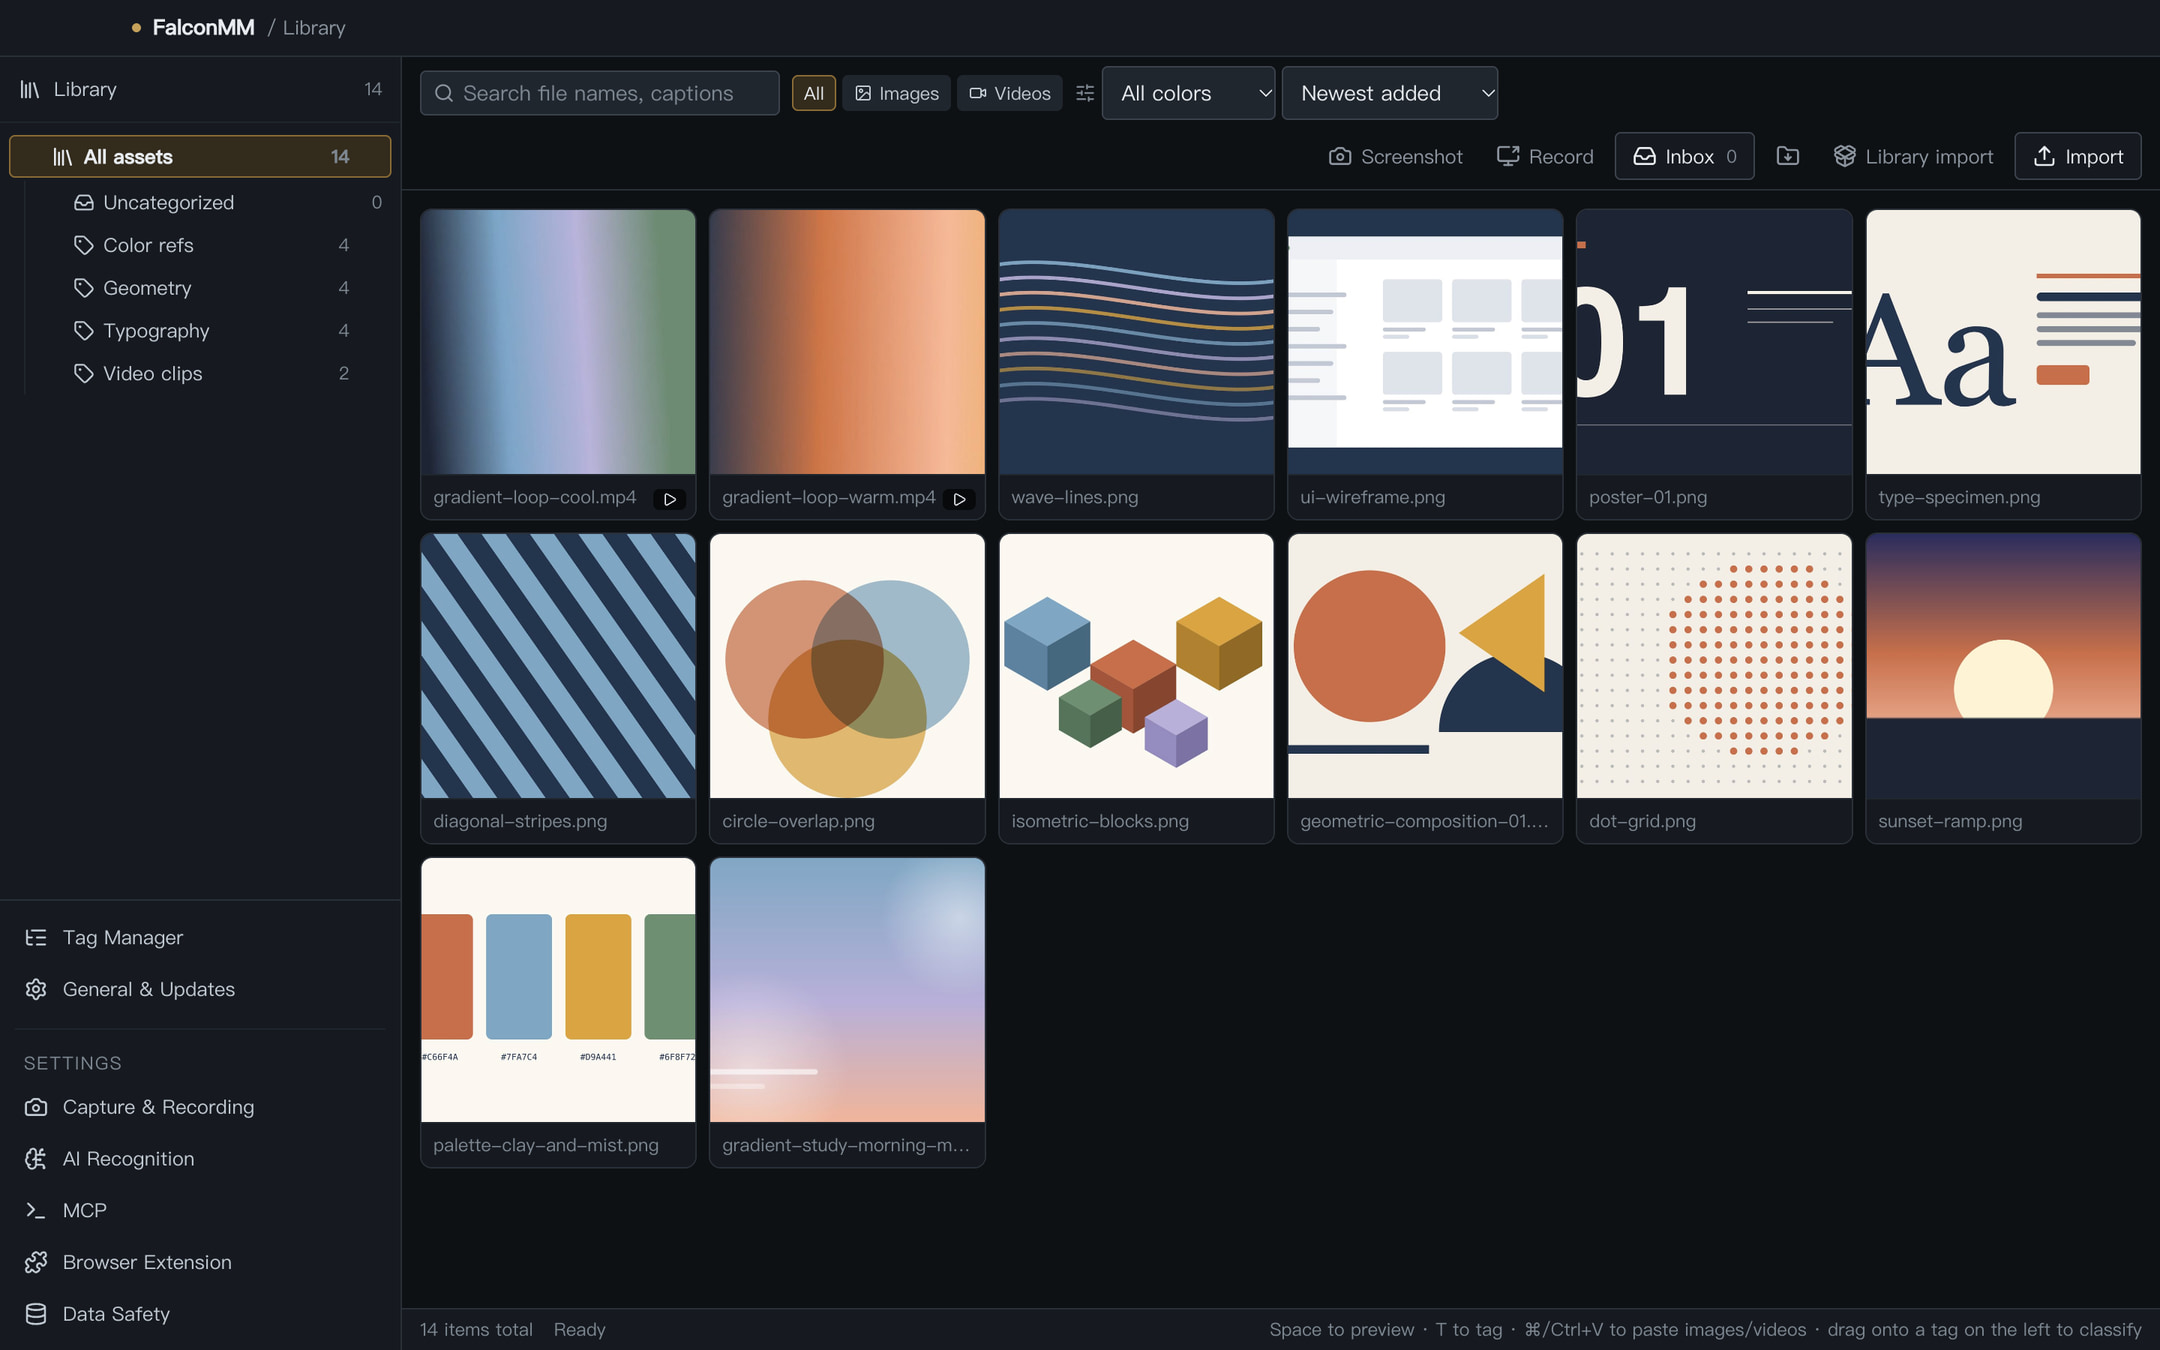 FalconMM / Library
Library 14
All assets 14
Uncategorized 0
Color refs 4
Geometry 4
Typography 4
Video clips 2
Tag Manager
General & Updates
SETTINGS
Capture & Recording
AI Recognition
MCP
Browser Extension
Data Safety
Search file names, captions
All
Images
Videos
All colors
Newest added
Screenshot
Record
Inbox 0
Library import
Import
01
Aa
gradient-loop-cool.mp4
gradient-loop-warm.mp4
wave-lines.png
ui-wireframe.png
poster-01.png
type-specimen.png
diagonal-stripes.png
circle-overlap.png
isometric-blocks.png
geometric-composition-01....
dot-grid.png
sunset-ramp.png
#C66F4A
#7FA7C4
#D9A441
#6F8F72
palette-clay-and-mist.png
gradient-study-morning-m...
14 items total Ready
Space to preview · T to tag · ⌘/Ctrl+V to paste images/videos · drag onto a tag on the left to classify